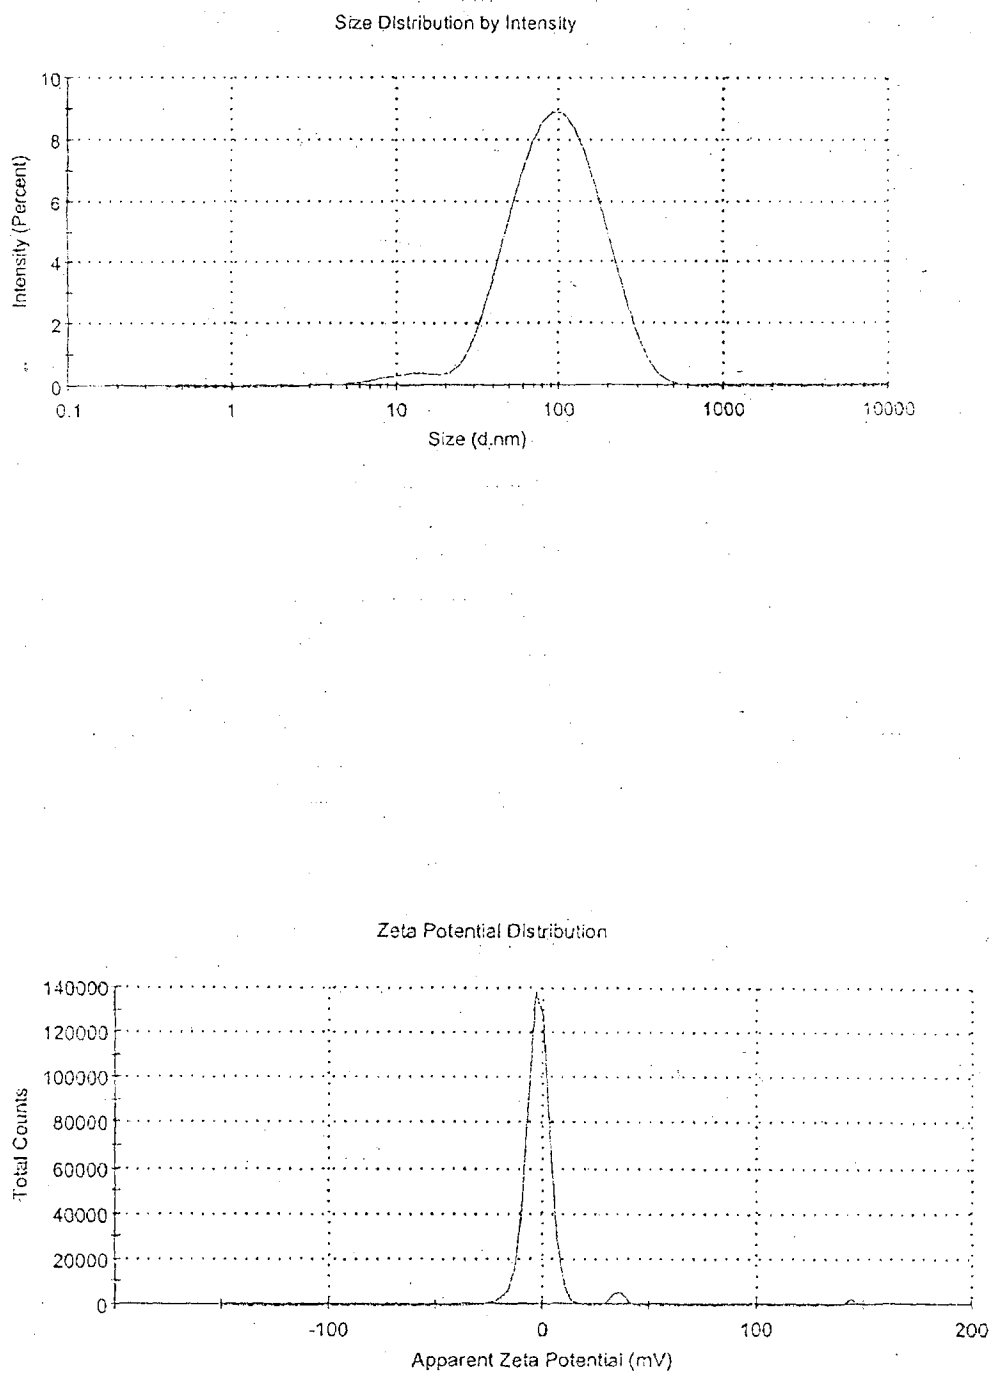 Size Distribution by Intensity
10
8
6
4
2
0
Intensity (Percent)
0.1 1 10 100 1000 10000
Size (d.nm)
Zeta Potential Distribution
140000
120000
100000
80000
60000
40000
20000
0
Total Counts
-100 0 100 200
Apparent Zeta Potential (mV)